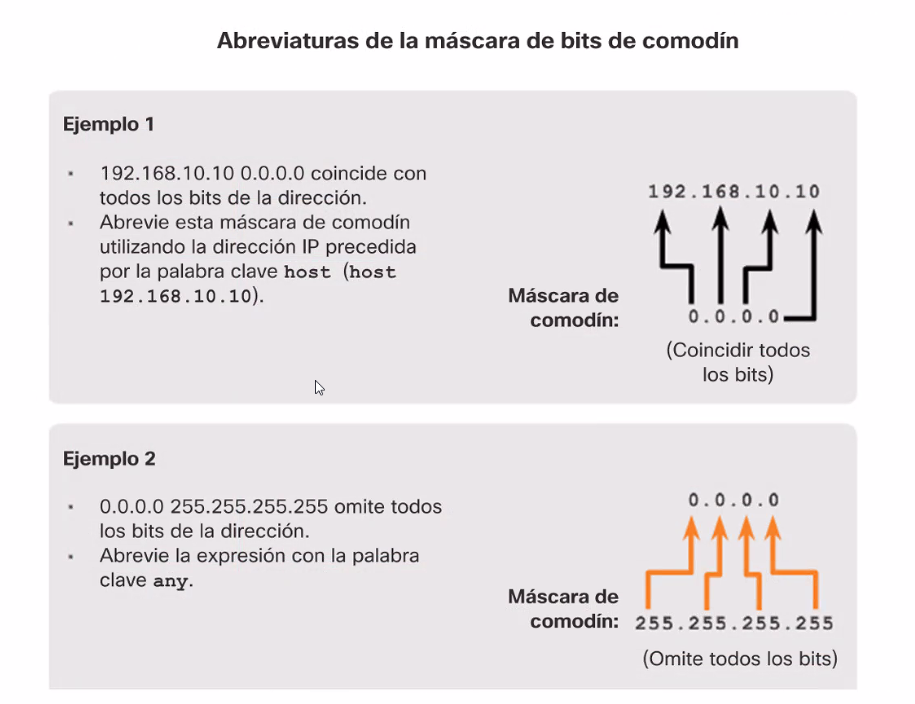 Abreviaturas de la máscara de bits de comodín
Ejemplo 1
192.168.10.10 0.0.0.0 coincide con
todos los bits de la dirección.
Abrevie esta máscara de comodín
utilizando la dirección IP precedida
por la palabra clave host (host
192.168.10.10).
192.168.10.10
Máscara de
comodín:
0.0.0.0
(Coincidir todos
los bits)
Ejemplo 2
0.0.0.0 255.255.255.255 omite todos
los bits de la dirección.
Abrevie la expresión con la palabra
clave any.
0.0.0.0
Máscara de
comodín:
255.255.255.255
(Omite todos los bits)